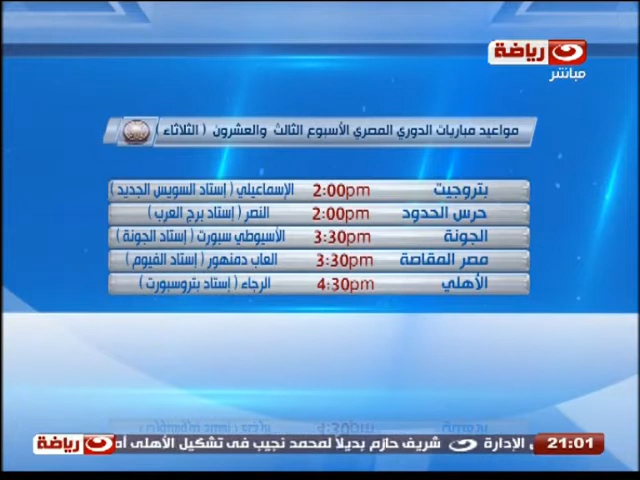 رياضة
مباشر
مواعيد مباريات الدوري المصري الأسبوع الثالث والعشرون ( الثلاثاء )
بتروجيت 2:00pm الإسماعيلي ( إستاد السويس الجديد )
حرس الحدود 2:00pm النصر ( إستاد برج العرب )
الجونة 3:30pm الأسيوطي سبورت ( إستاد الجونة )
مصر المقاصة 3:30pm العاب دمنهور ( إستاد الفيوم )
الأهلي 4:30pm الرجاء ( إستاد بتروسبورت )
21:01 الإدارة شريف حازم بديلاً لمحمد نجيب فى تشكيل الأهلى رياضة